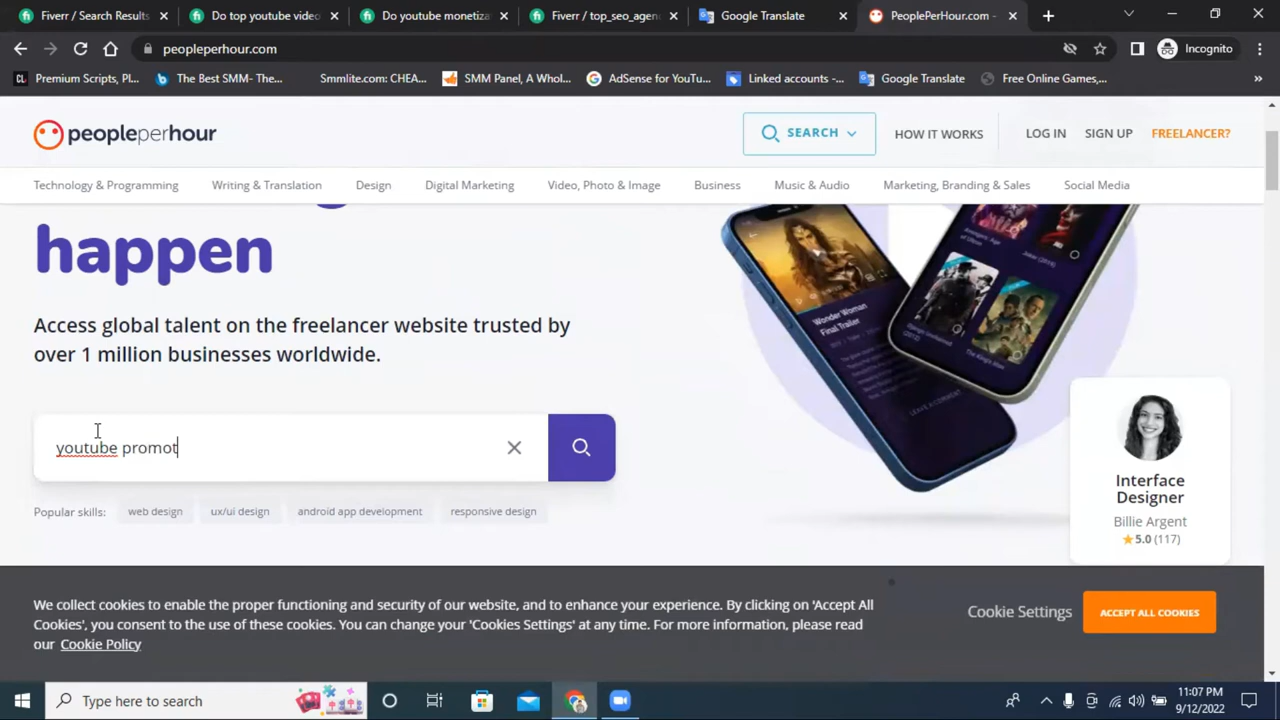 Fiverr / Search Results
Do top youtube video
Do youtube monetiza
Fiverr / top_seo_agen
Google Translate
PeoplePerHour.com -
peopleperhour.com
Incognito
Premium Scripts, Pl...
The Best SMM- The...
Smmlite.com: CHEA...
SMM Panel, A Whol...
AdSense for YouTu...
Linked accounts -...
Google Translate
Free Online Games,...
»
peopleperhour
SEARCH
HOW IT WORKS
LOG IN
SIGN UP
FREELANCER?
Technology & Programming
Writing & Translation
Design
Digital Marketing
Video, Photo & Image
Business
Music & Audio
Marketing, Branding & Sales
Social Media
happen
Access global talent on the freelancer website trusted by
over 1 million businesses worldwide.
youtube promot
Popular skills:
web design
ux/ui design
android app development
responsive design
Wonder Woman
Final Trailer
LEAVE A COMMENT
Interface
Designer
Billie Argent
5.0 (117)
We collect cookies to enable the proper functioning and security of our website, and to enhance your experience. By clicking on 'Accept All
Cookies', you consent to the use of these cookies. You can change your 'Cookies Settings' at any time. For more information, please read
our Cookie Policy
Cookie Settings
ACCEPT ALL COOKIES
Type here to search
11:07 PM
9/12/2022